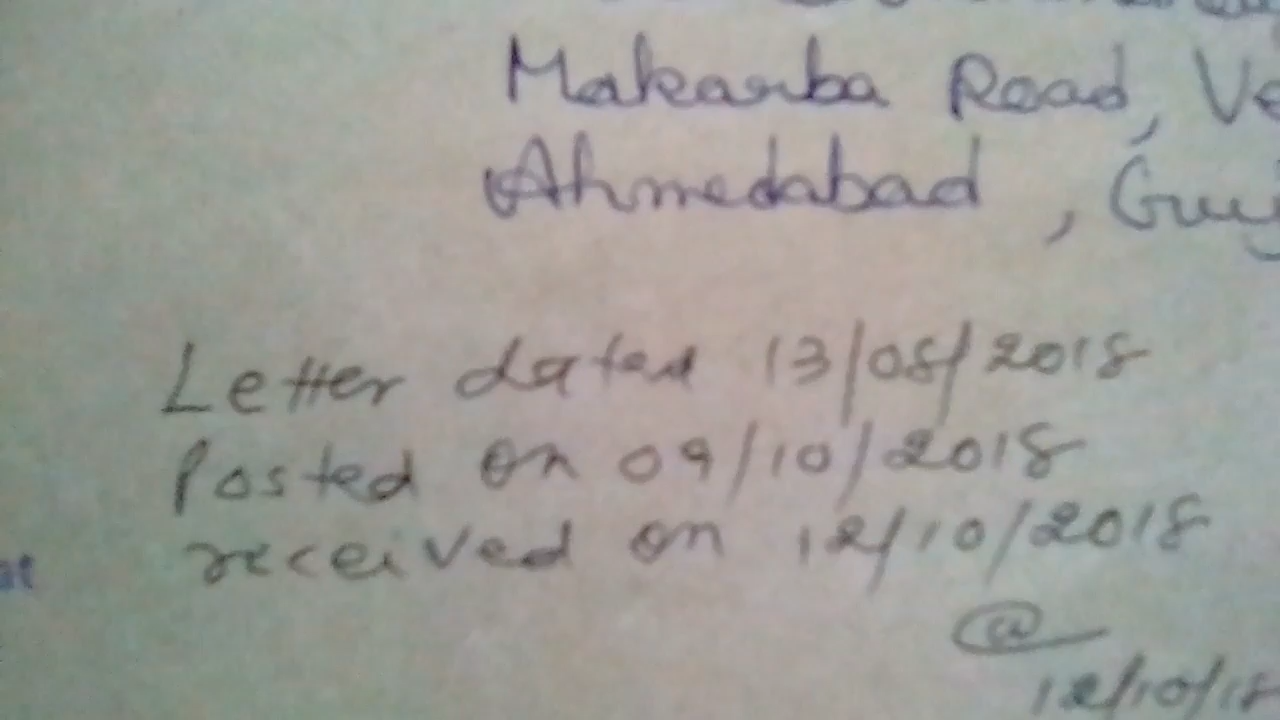 Makarba Road,
Ahmedabad,
Letter dated 13/08/2018
Posted on 09/10/2018
received on 12/10/2018
12/10/18
at